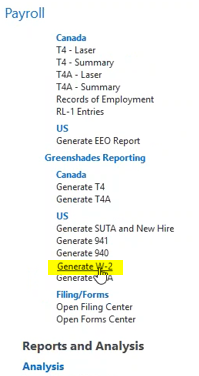 Payroll
Canada
T4 - Laser
T4 - Summary
T4A - Laser
T4A - Summary
Records of Employment
RL-1 Entries
US
Generate EEO Report
Greenshades Reporting
Canada
Generate T4
Generate T4A
US
Generate SUTA and New Hire
Generate 941
Generate 940
Generate W-2
Generate
Filing/Forms
Open Filing Center
Open Forms Center
Reports and Analysis
Analysis